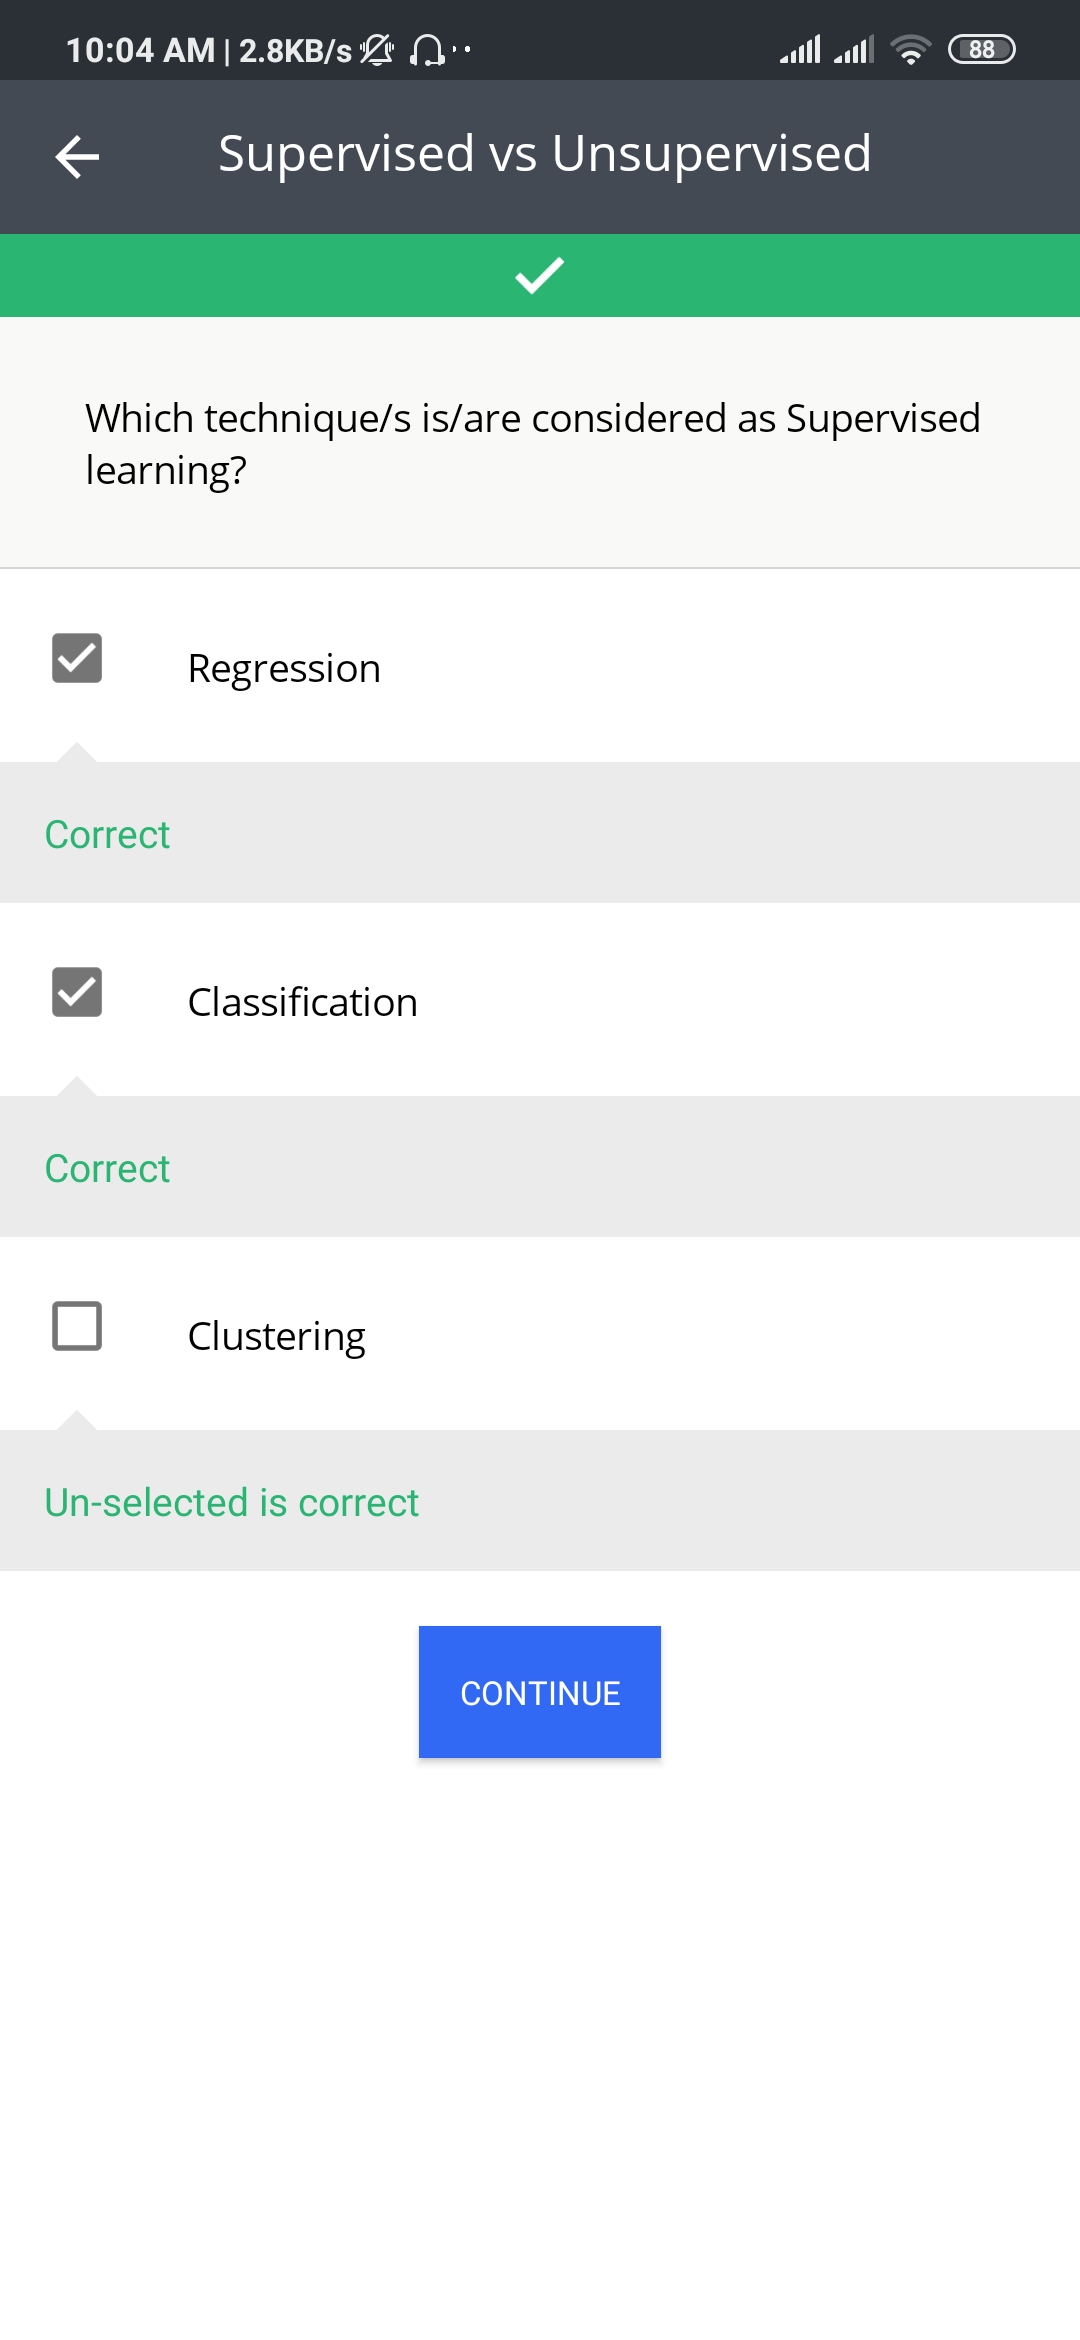 10:04 AM | 2.8KB/s
88
Supervised vs Unsupervised
Which technique/s is/are considered as Supervised
learning?
Regression
Correct
Classification
Correct
Clustering
Un-selected is correct
CONTINUE